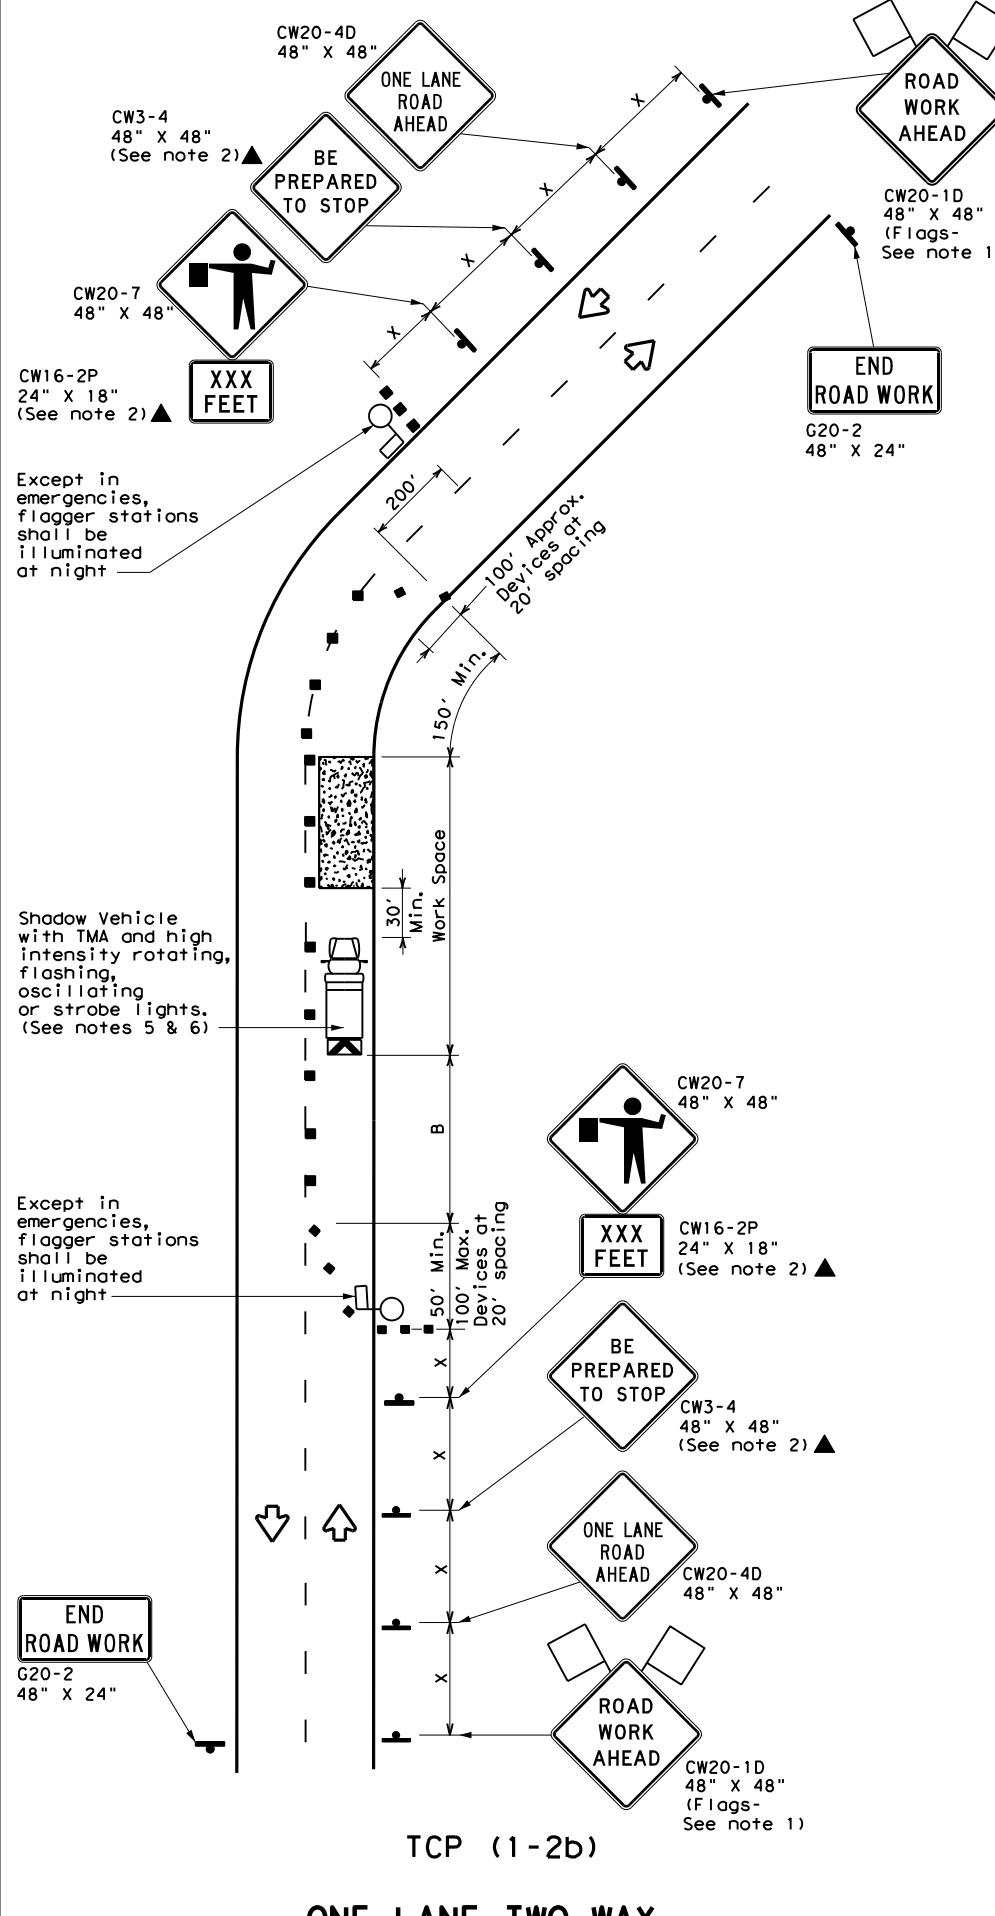 CW20-4D
48" X 48"
ONE LANE
ROAD
AHEAD
ROAD
WORK
AHEAD
CW20-1D
48" X 48"
(Flags-
See note 1
CW3-4
48" X 48"
(See note 2)▲
BE
PREPARED
TO STOP
CW20-7
48" X 48"
CW16-2P
24" X 18"
(See note 2)▲
XXX
FEET
X
X
X
X
END
ROAD WORK
G20-2
48" X 24"
Except in
emergencies,
flagger stations
shall be
illuminated
at night
200'
100' Approx.
Devices at
20' spacing
150' Min.
Work Space
30'
Min.
Shadow Vehicle
with TMA and high
intensity rotating,
flashing,
oscillating
or strobe lights.
(See notes 5 & 6)
B
CW20-7
48" X 48"
XXX
FEET
CW16-2P
24" X 18"
(See note 2)▲
Except in
emergencies,
flagger stations
shall be
illuminated
at night
50' Min.
100' Max.
Devices at
20' spacing
X
X
X
X
BE
PREPARED
TO STOP
CW3-4
48" X 48"
(See note 2)▲
ONE LANE
ROAD
AHEAD
CW20-4D
48" X 48"
END
ROAD WORK
G20-2
48" X 24"
ROAD
WORK
AHEAD
CW20-1D
48" X 48"
(Flags-
See note 1)
TCP (1-2b)
ONE LANE TWO WAY